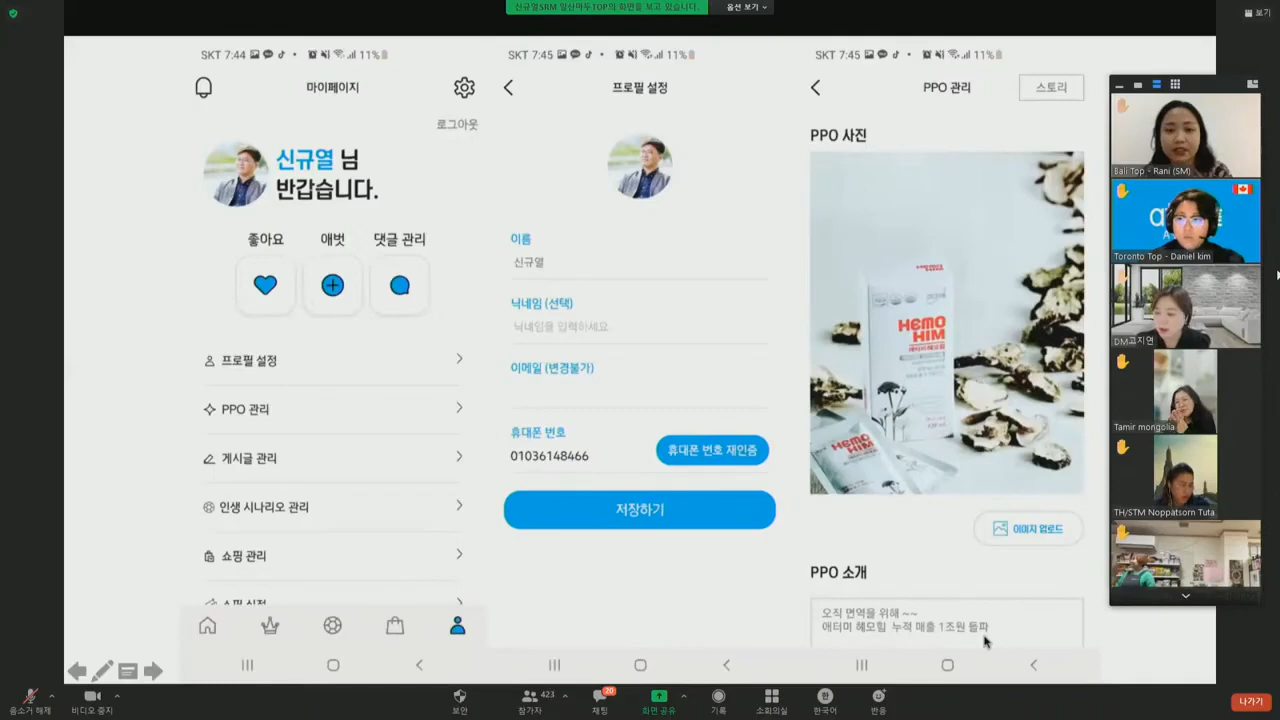 신규열SRM 일산마두TOP의 화면을 보고 있습니다.
옵션 보기
보기
SKT 7:44
11%
마이페이지
로그아웃
신규열 님
반갑습니다.
좋아요
애벗
댓글 관리
프로필 설정
PPO 관리
게시글 관리
인생 시나리오 관리
쇼핑 관리
SKT 7:45
11%
프로필 설정
이름
신규열
닉네임 (선택)
닉네임을 입력하세요.
이메일 (변경불가)
휴대폰 번호
01036148466
휴대폰 번호 재인증
저장하기
SKT 7:45
11%
PPO 관리
스토리
PPO 사진
HEMO
HIM
애터미 헤모힘
HEMO
HIM
이미지 업로드
PPO 소개
오직 면역을 위해 ~~
애터미 헤모힘 누적 매출 1조원 돌파
Bali Top - Rani (SM)
Toronto Top - Daniel kim
DM고지연
Tamir mongolia
TH/STM Noppatsorn Tuta
음소거 해제
비디오 중지
보안
423
참가자
20
채팅
화면 공유
기록
소회의실
한국어
반응
나가기